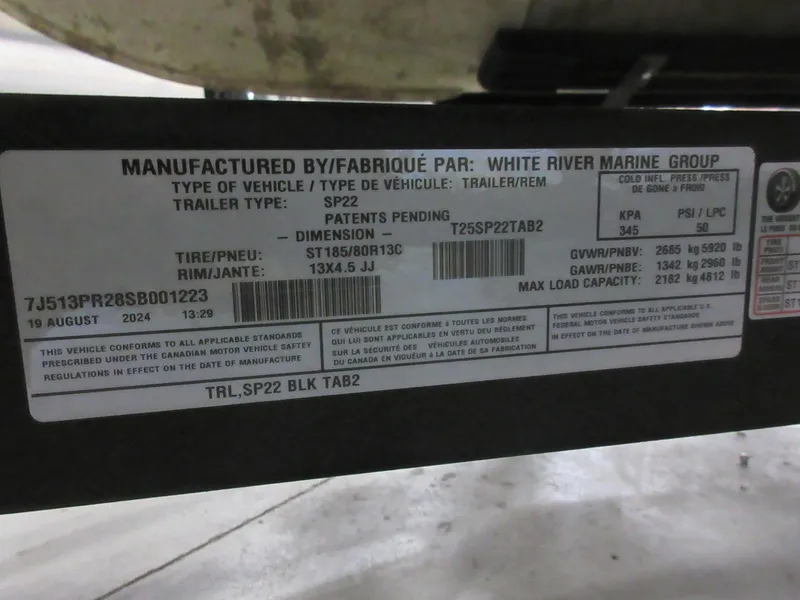 MANUFACTURED BY/FABRIQUÉ PAR: WHITE RIVER MARINE GROUP
TYPE OF VEHICLE / TYPE DE VÉHICULE: TRAILER/REM
TRAILER TYPE: SP22
PATENTS PENDING
– DIMENSION –
T25SP22TAB2
TIRE/PNEU: ST185/80R13C
RIM/JANTE: 13X4.5 JJ
COLD INFL. PRESS/PRESS
DE GONE à FROID
KPA PSI / LPC
345 50
GVWR/PNBV: 2685 kg 5920 lb
GAWR/PNBE: 1342 kg 2960 lb
MAX LOAD CAPACITY: 2182 kg 4812 lb
7J513PR28SB001223
19 AUGUST 2024 13:29
THIS VEHICLE CONFORMS TO ALL APPLICABLE STANDARDS
PRESCRIBED UNDER THE CANADIAN MOTOR VEHICLE SAFTEY
REGULATIONS IN EFFECT ON THE DATE OF MANUFACTURE
CE VÉHICULE EST CONFORME à TOUTES LES NORMES
QUI LUI SONT APPLICABLES EN VERTU DEU RÈGLEMENT
SUR LA SÉCURITÉ DES VÉHICULES AUTOMOBILES
DU CANADA EN VIGUEUR à LA DATE DE SA FABRICATION
THIS VEHICLE CONFORMS TO ALL APPLICABLE U.S.
FEDERAL MOTOR VEHICLE SAFETY STANDARDS
IN EFFECT ON THE DATE OF MANUFACTURE SHOWN ABOVE
TRL,SP22 BLK TAB2
TIRE